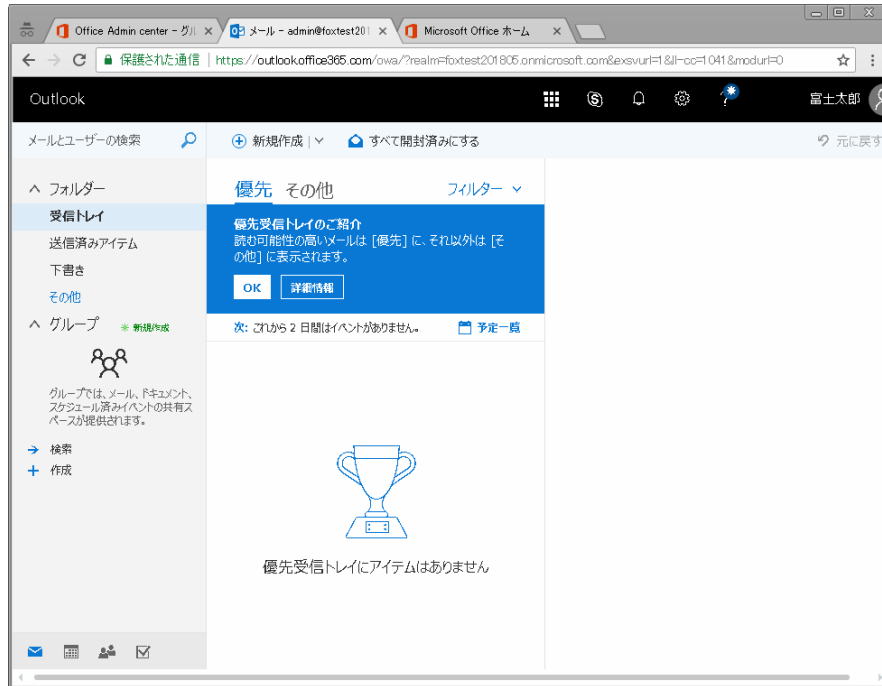 Office Admin center - グル
メール - admin@foxtest201
Microsoft Office ホーム
保護された通信
https://outlook.office365.com/owa/?realm=foxtest201805.onmicrosoft.com&exsvurl=1&ll-cc=1041&modurl=0
Outlook
富士太郎
メールとユーザーの検索
新規作成
すべて開封済みにする
元に戻す
フォルダー
受信トレイ
送信済みアイテム
下書き
その他
グループ
新規作成
グループでは、メール、ドキュメント、
スケジュール済みイベントの共有ス
ペースが提供されます。
検索
作成
優先 その他
フィルター
優先受信トレイのご紹介
読む可能性の高いメールは [優先] に、それ以外は [そ
の他] に表示されます。
OK
詳細情報
次: これから 2 日間はイベントがありません。
予定一覧
優先受信トレイにアイテムはありません